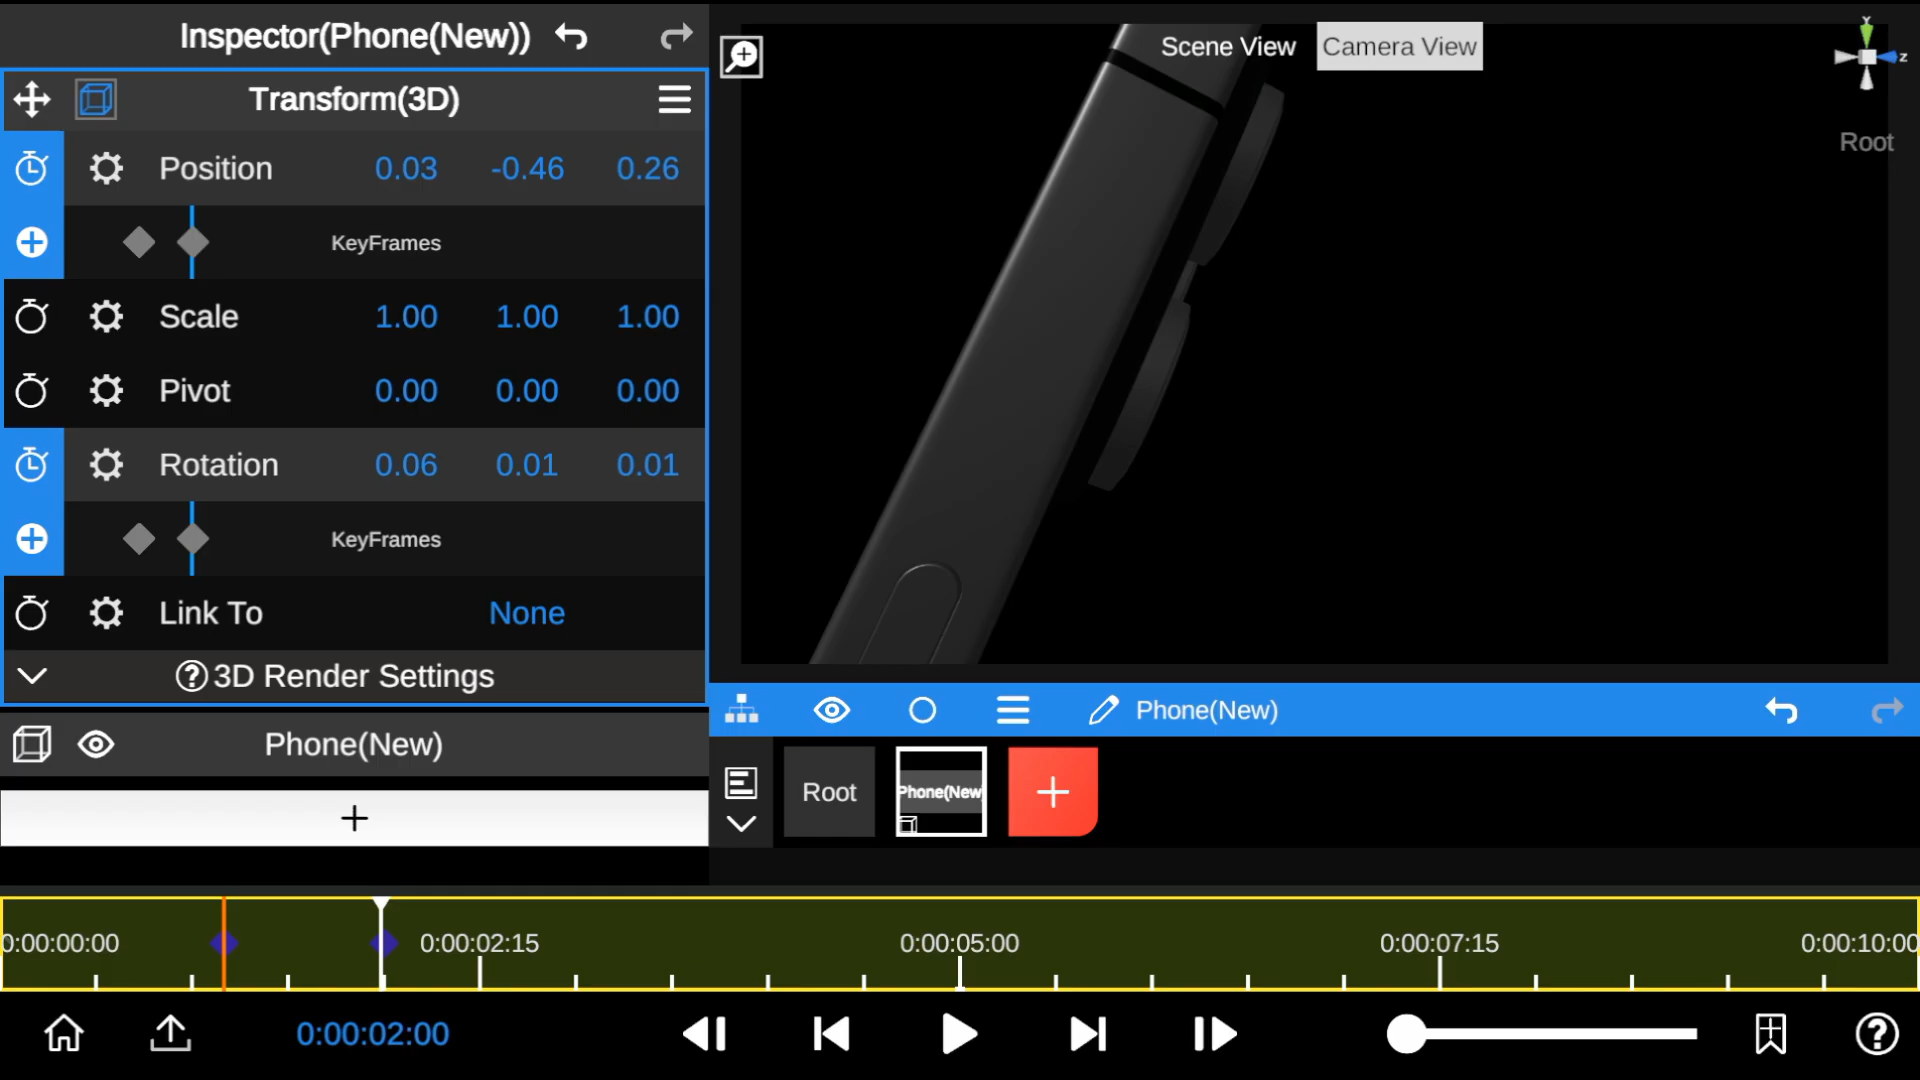 Inspector(Phone(New))
Transform(3D)
Position 0.03 -0.46 0.26
KeyFrames
Scale 1.00 1.00 1.00
Pivot 0.00 0.00 0.00
Rotation 0.06 0.01 0.01
KeyFrames
Link To None
3D Render Settings
Phone(New)
+
Scene View Camera View
Y
z
Root
Phone(New)
Root Phone(New +
0:00:00:00 0:00:02:15 0:00:05:00 0:00:07:15 0:00:10:00
0:00:02:00